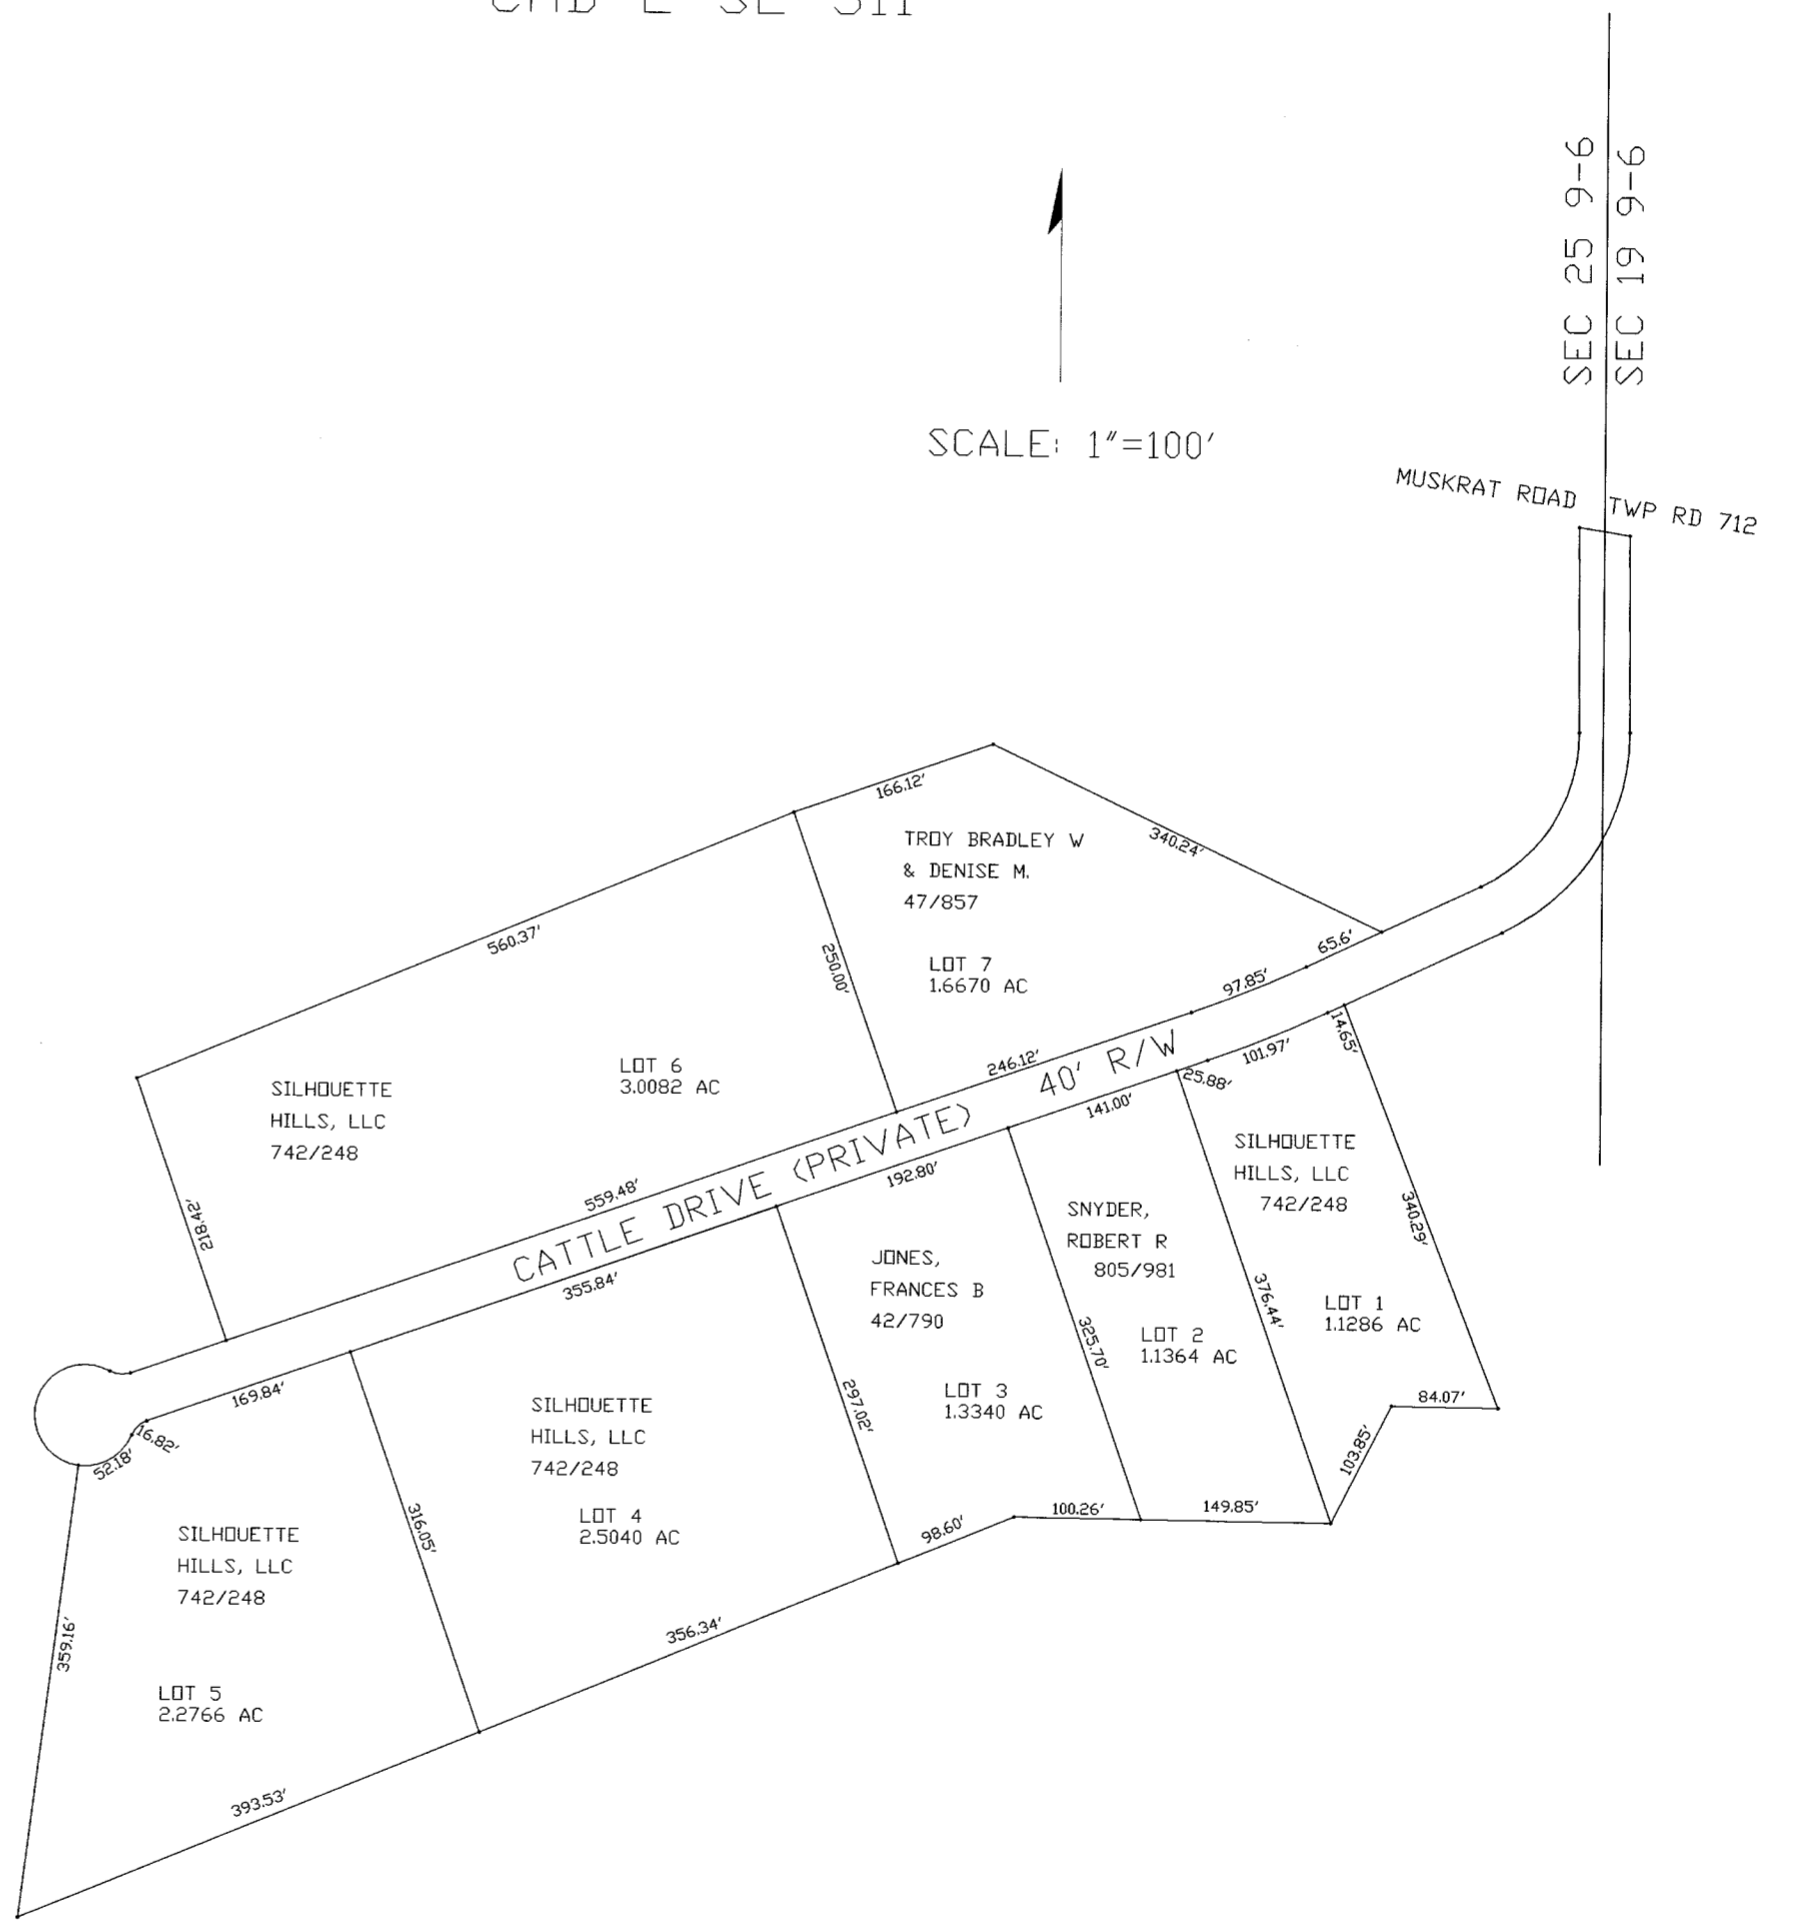 SEC 25 9-6
SEC 19 9-6
SCALE: 1"=100'
MUSKRAT ROAD
TWP RD 712
166.12'
340.24'
TROY BRADLEY W
& DENISE M.
47/857
LOT 7
1.6670 AC
560.37'
250.00'
65.6'
97.85'
246.12'
40' R/W
14.65'
101.97'
25.88'
141.00'
LOT 6
3.0082 AC
SILHOUETTE
HILLS, LLC
742/248
218.42'
559.48'
CATTLE DRIVE (PRIVATE)
192.80'
355.84'
SILHOUETTE
HILLS, LLC
742/248
340.29'
LOT 1
1.1286 AC
84.07'
103.85'
SNYDER,
ROBERT R
805/981
376.44'
LOT 2
1.1364 AC
149.85'
325.70'
JONES,
FRANCES B
42/790
LOT 3
1.3340 AC
100.26'
98.60'
297.02'
SILHOUETTE
HILLS, LLC
742/248
LOT 4
2.5040 AC
356.34'
316.05'
169.84'
16.82'
52.18'
SILHOUETTE
HILLS, LLC
742/248
359.16'
LOT 5
2.2766 AC
393.53'